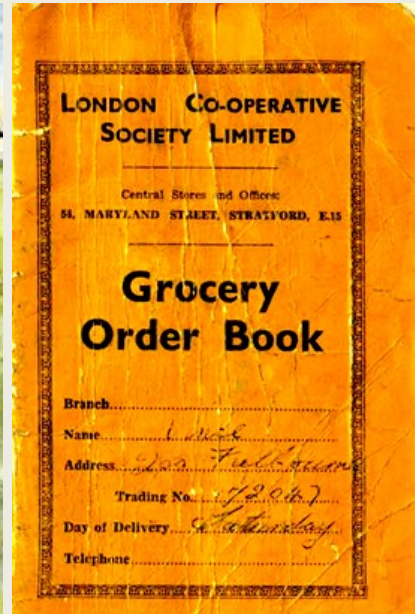 LONDON CO-OPERATIVE
SOCIETY LIMITED
Central Stores and Offices:
54, MARYLAND STREET, STRATFORD, E.15
Grocery
Order Book
Branch
Name
Address
Trading No.
Day of Delivery Saturday
Telephone